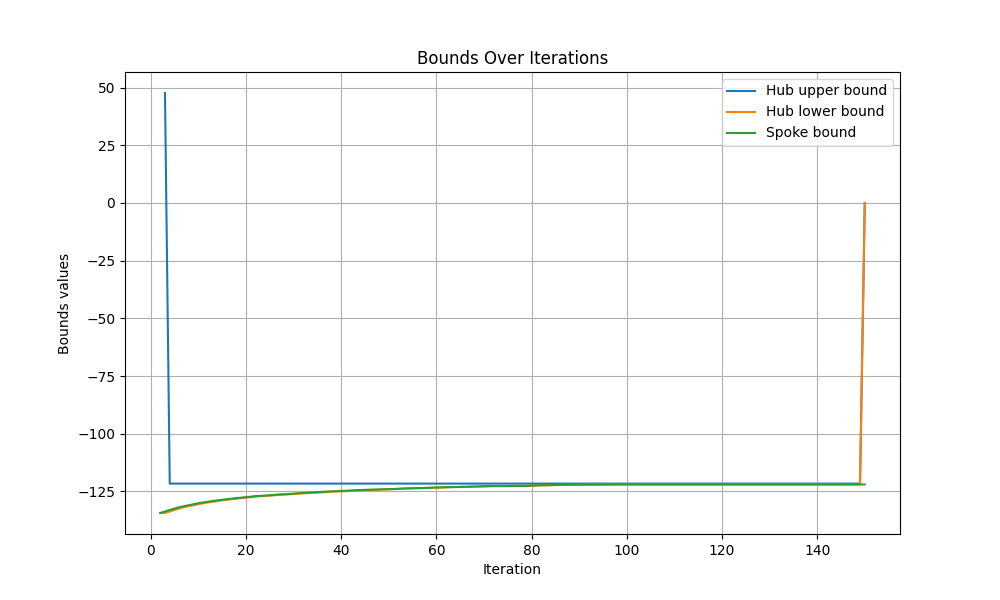 Bounds Over Iterations
Hub upper bound
Hub lower bound
Spoke bound
50
25
0
−25
−50
−75
−100
−125
Bounds values
0 20 40 60 80 100 120 140
Iteration